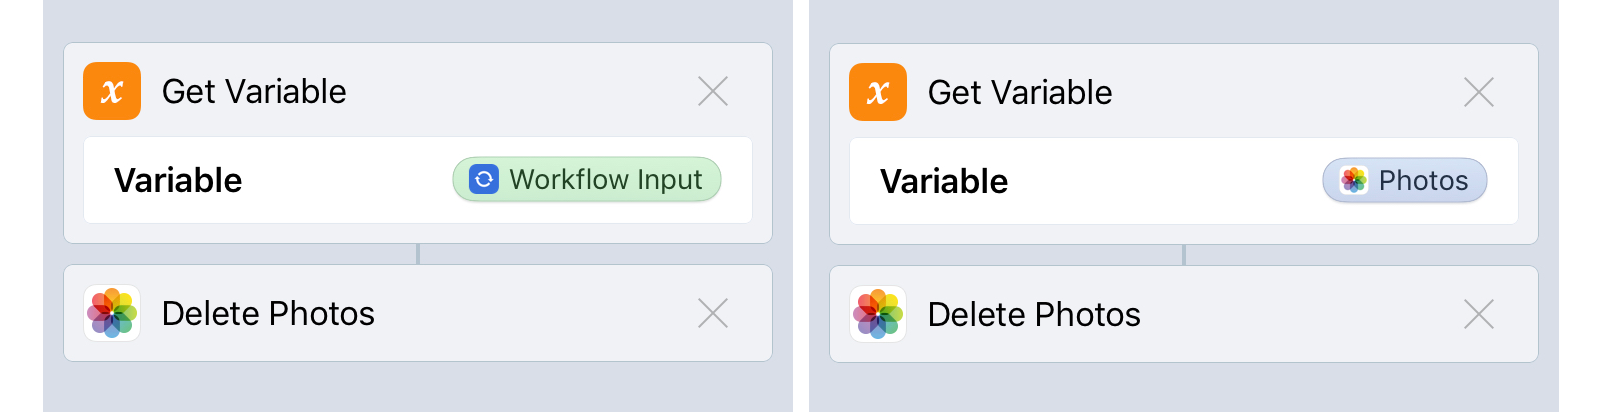 x Get Variable
Variable Workflow Input
Delete Photos
x Get Variable
Variable Photos
Delete Photos